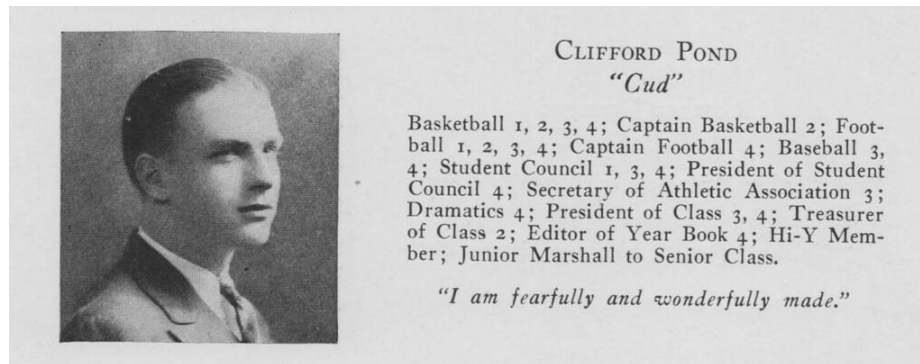 Clifford Pond
"Cud"
Basketball 1, 2, 3, 4; Captain Basketball 2; Foot-
ball 1, 2, 3, 4; Captain Football 4; Baseball 3,
4; Student Council 1, 3, 4; President of Student
Council 4; Secretary of Athletic Association 3;
Dramatics 4; President of Class 3, 4; Treasurer
of Class 2; Editor of Year Book 4; Hi-Y Mem-
ber; Junior Marshall to Senior Class.
"I am fearfully and wonderfully made."